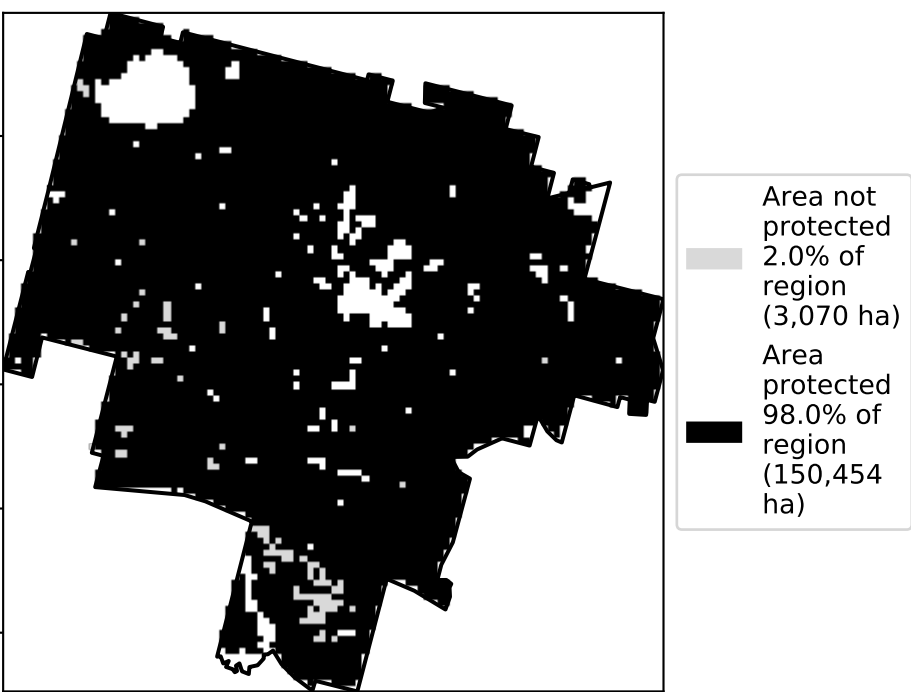 Area not
protected
2.0% of
region
(3,070 ha)
Area
protected
98.0% of
region
(150,454
ha)